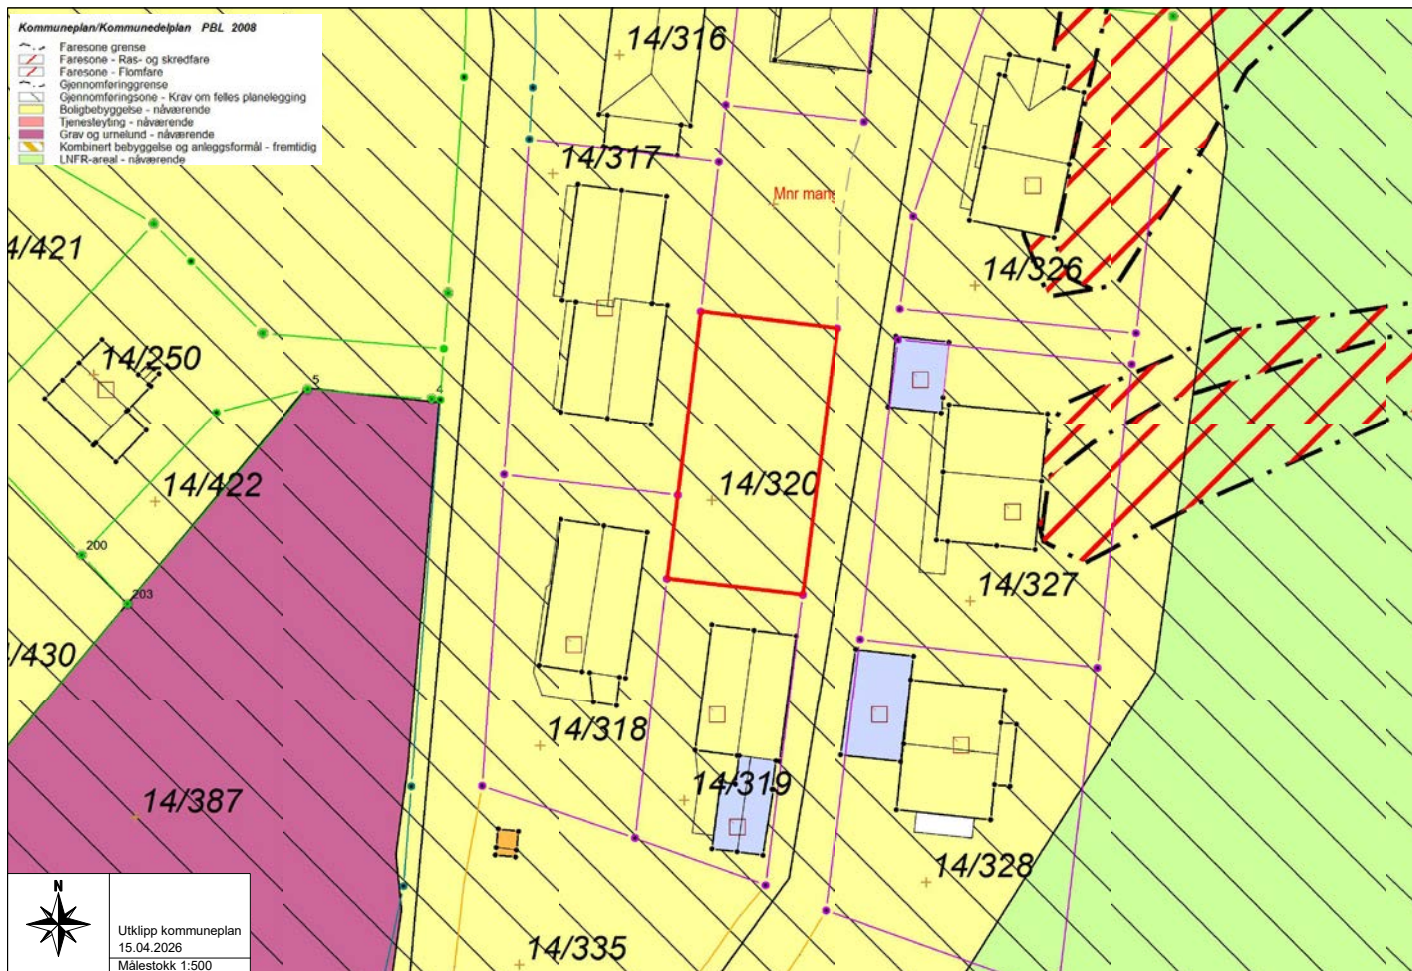 Kommuneplan/Kommunedelplan PBL 2008
Faresone grense
Faresone - Ras- og skredfare
Faresone - Flomfare
Gjennomføringgrense
Gjennomføringsone - Krav om felles planelegging
Boligbebyggelse - nåværende
Tjenesteyting - nåværende
Grav og urnelund - nåværende
Kombinert bebyggelse og anleggsformål - fremtidig
LNFR-areal - nåværende
14/316
14/317
Mnr mang
4/421
14/326
14/250
5
4
14/422
14/320
200
14/327
203
/430
14/318
14/319
14/387
14/328
14/335
N
Utklipp kommuneplan
15.04.2026
Målestokk 1:500